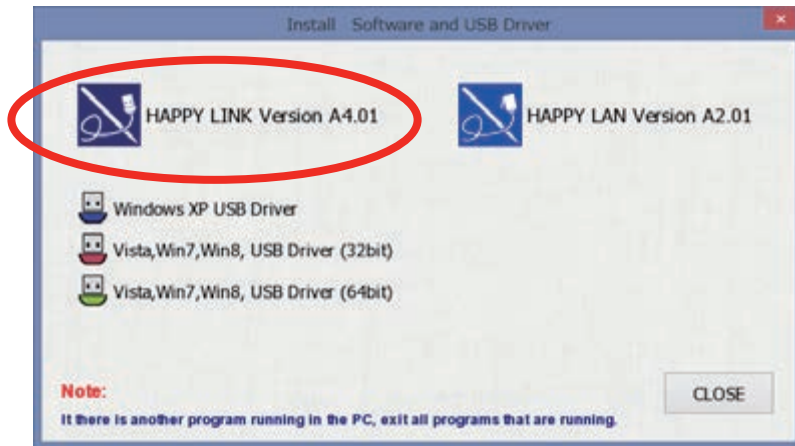 Install Software and USB Driver
HAPPY LINK Version A4.01
HAPPY LAN Version A2.01
Windows XP USB Driver
Vista,Win7,Win8, USB Driver (32bit)
Vista,Win7,Win8, USB Driver (64bit)
Note:
CLOSE
It there is another program running in the PC, exit all programs that are running.